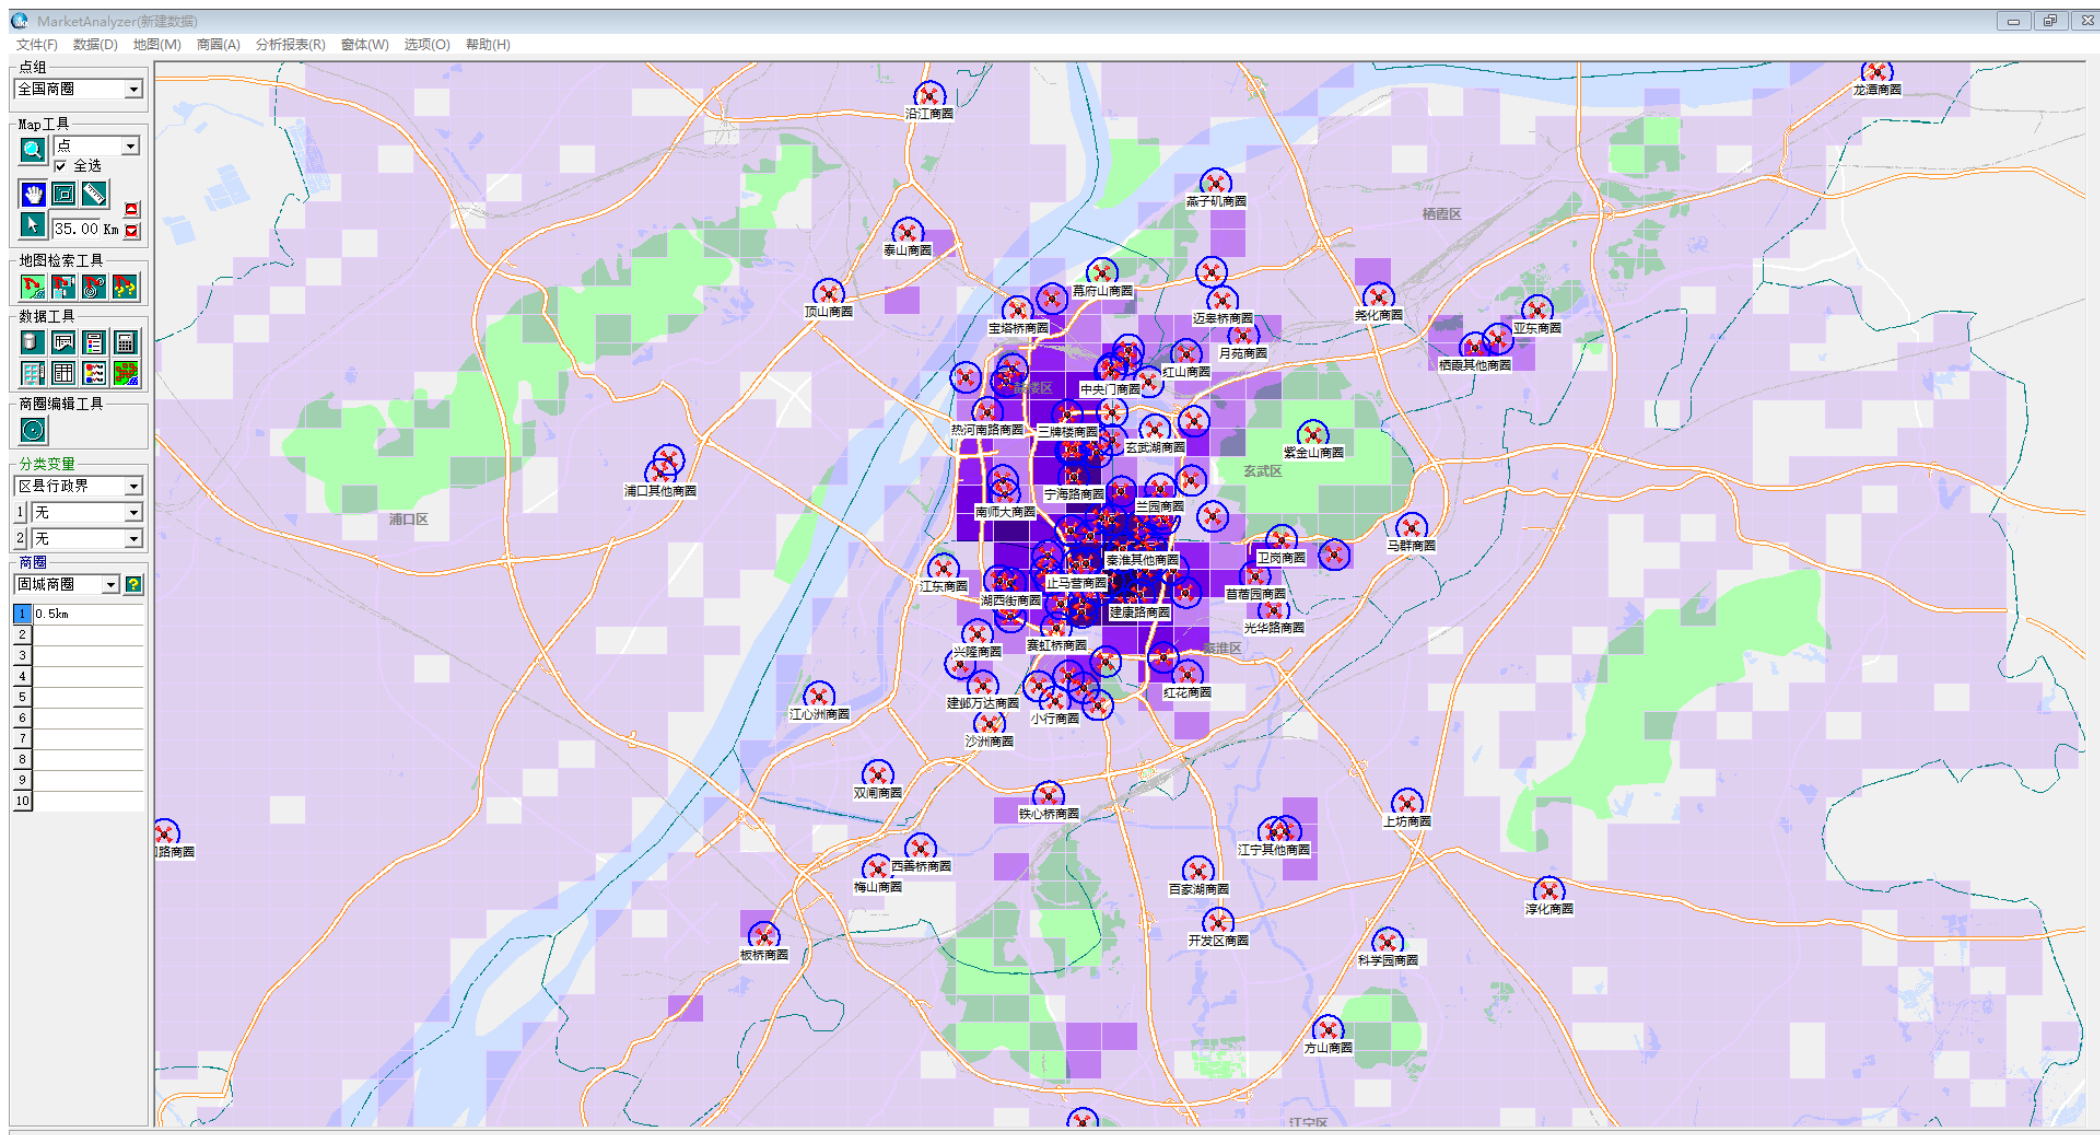 MarketAnalyzer(新建数据)
文件(F) 数据(D) 地图(M) 商圈(A) 分析报表(R) 窗体(W) 选项(O) 帮助(H)
点组
全国商圈
Map工具
点
全选
35.00 Km
地图检索工具
数据工具
商圈编辑工具
分类变量
区县行政界
1 无
2 无
商圈
固城商圈
1 0.5km
2
3
4
5
6
7
8
9
10
龙潭商圈
沿江商圈
燕子矶商圈
栖霞区
泰山商圈
幕府山商圈
顶山商圈
宝塔桥商圈
迈皋桥商圈
尧化商圈
亚东商圈
月苑商圈
栖霞其他商圈
红山商圈
中央门商圈
热河南路商圈
三牌楼商圈
玄武湖商圈
紫金山商圈
玄武区
浦口其他商圈
宁海路商圈
兰园商圈
南师大商圈
浦口区
马群商圈
秦淮其他商圈
卫岗商圈
江东商圈
止马营商圈
湖西街商圈
苜蓿园商圈
建康路商圈
光华路商圈
赛虹桥商圈
兴隆商圈
秦淮区
红花商圈
建邺万达商圈
江心洲商圈
小行商圈
沙洲商圈
双闸商圈
铁心桥商圈
上坊商圈
路商圈
江宁其他商圈
西善桥商圈
梅山商圈
百家湖商圈
淳化商圈
开发区商圈
板桥商圈
科学园商圈
方山商圈
江宁区